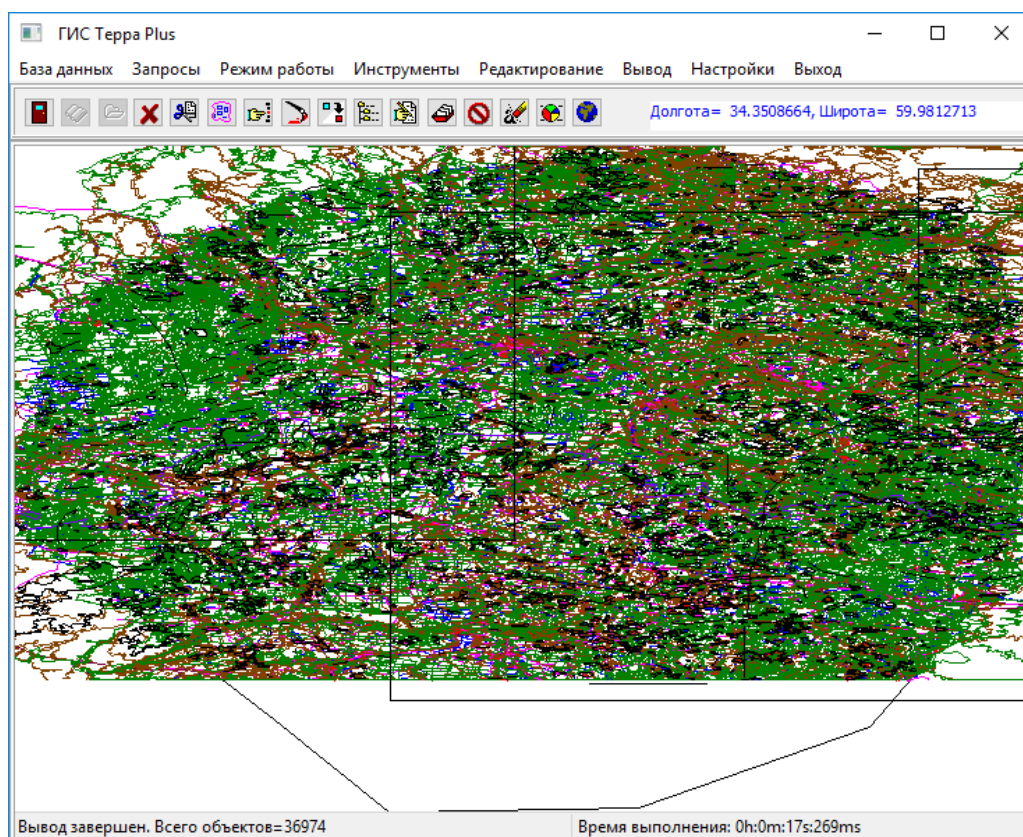 ГИС Терра Plus
База данных Запросы Режим работы Инструменты Редактирование Вывод Настройки Выход
Долгота= 34.3508664, Широта= 59.9812713
Вывод завершен. Всего объектов=36974 Время выполнения: 0h:0m:17s:269ms